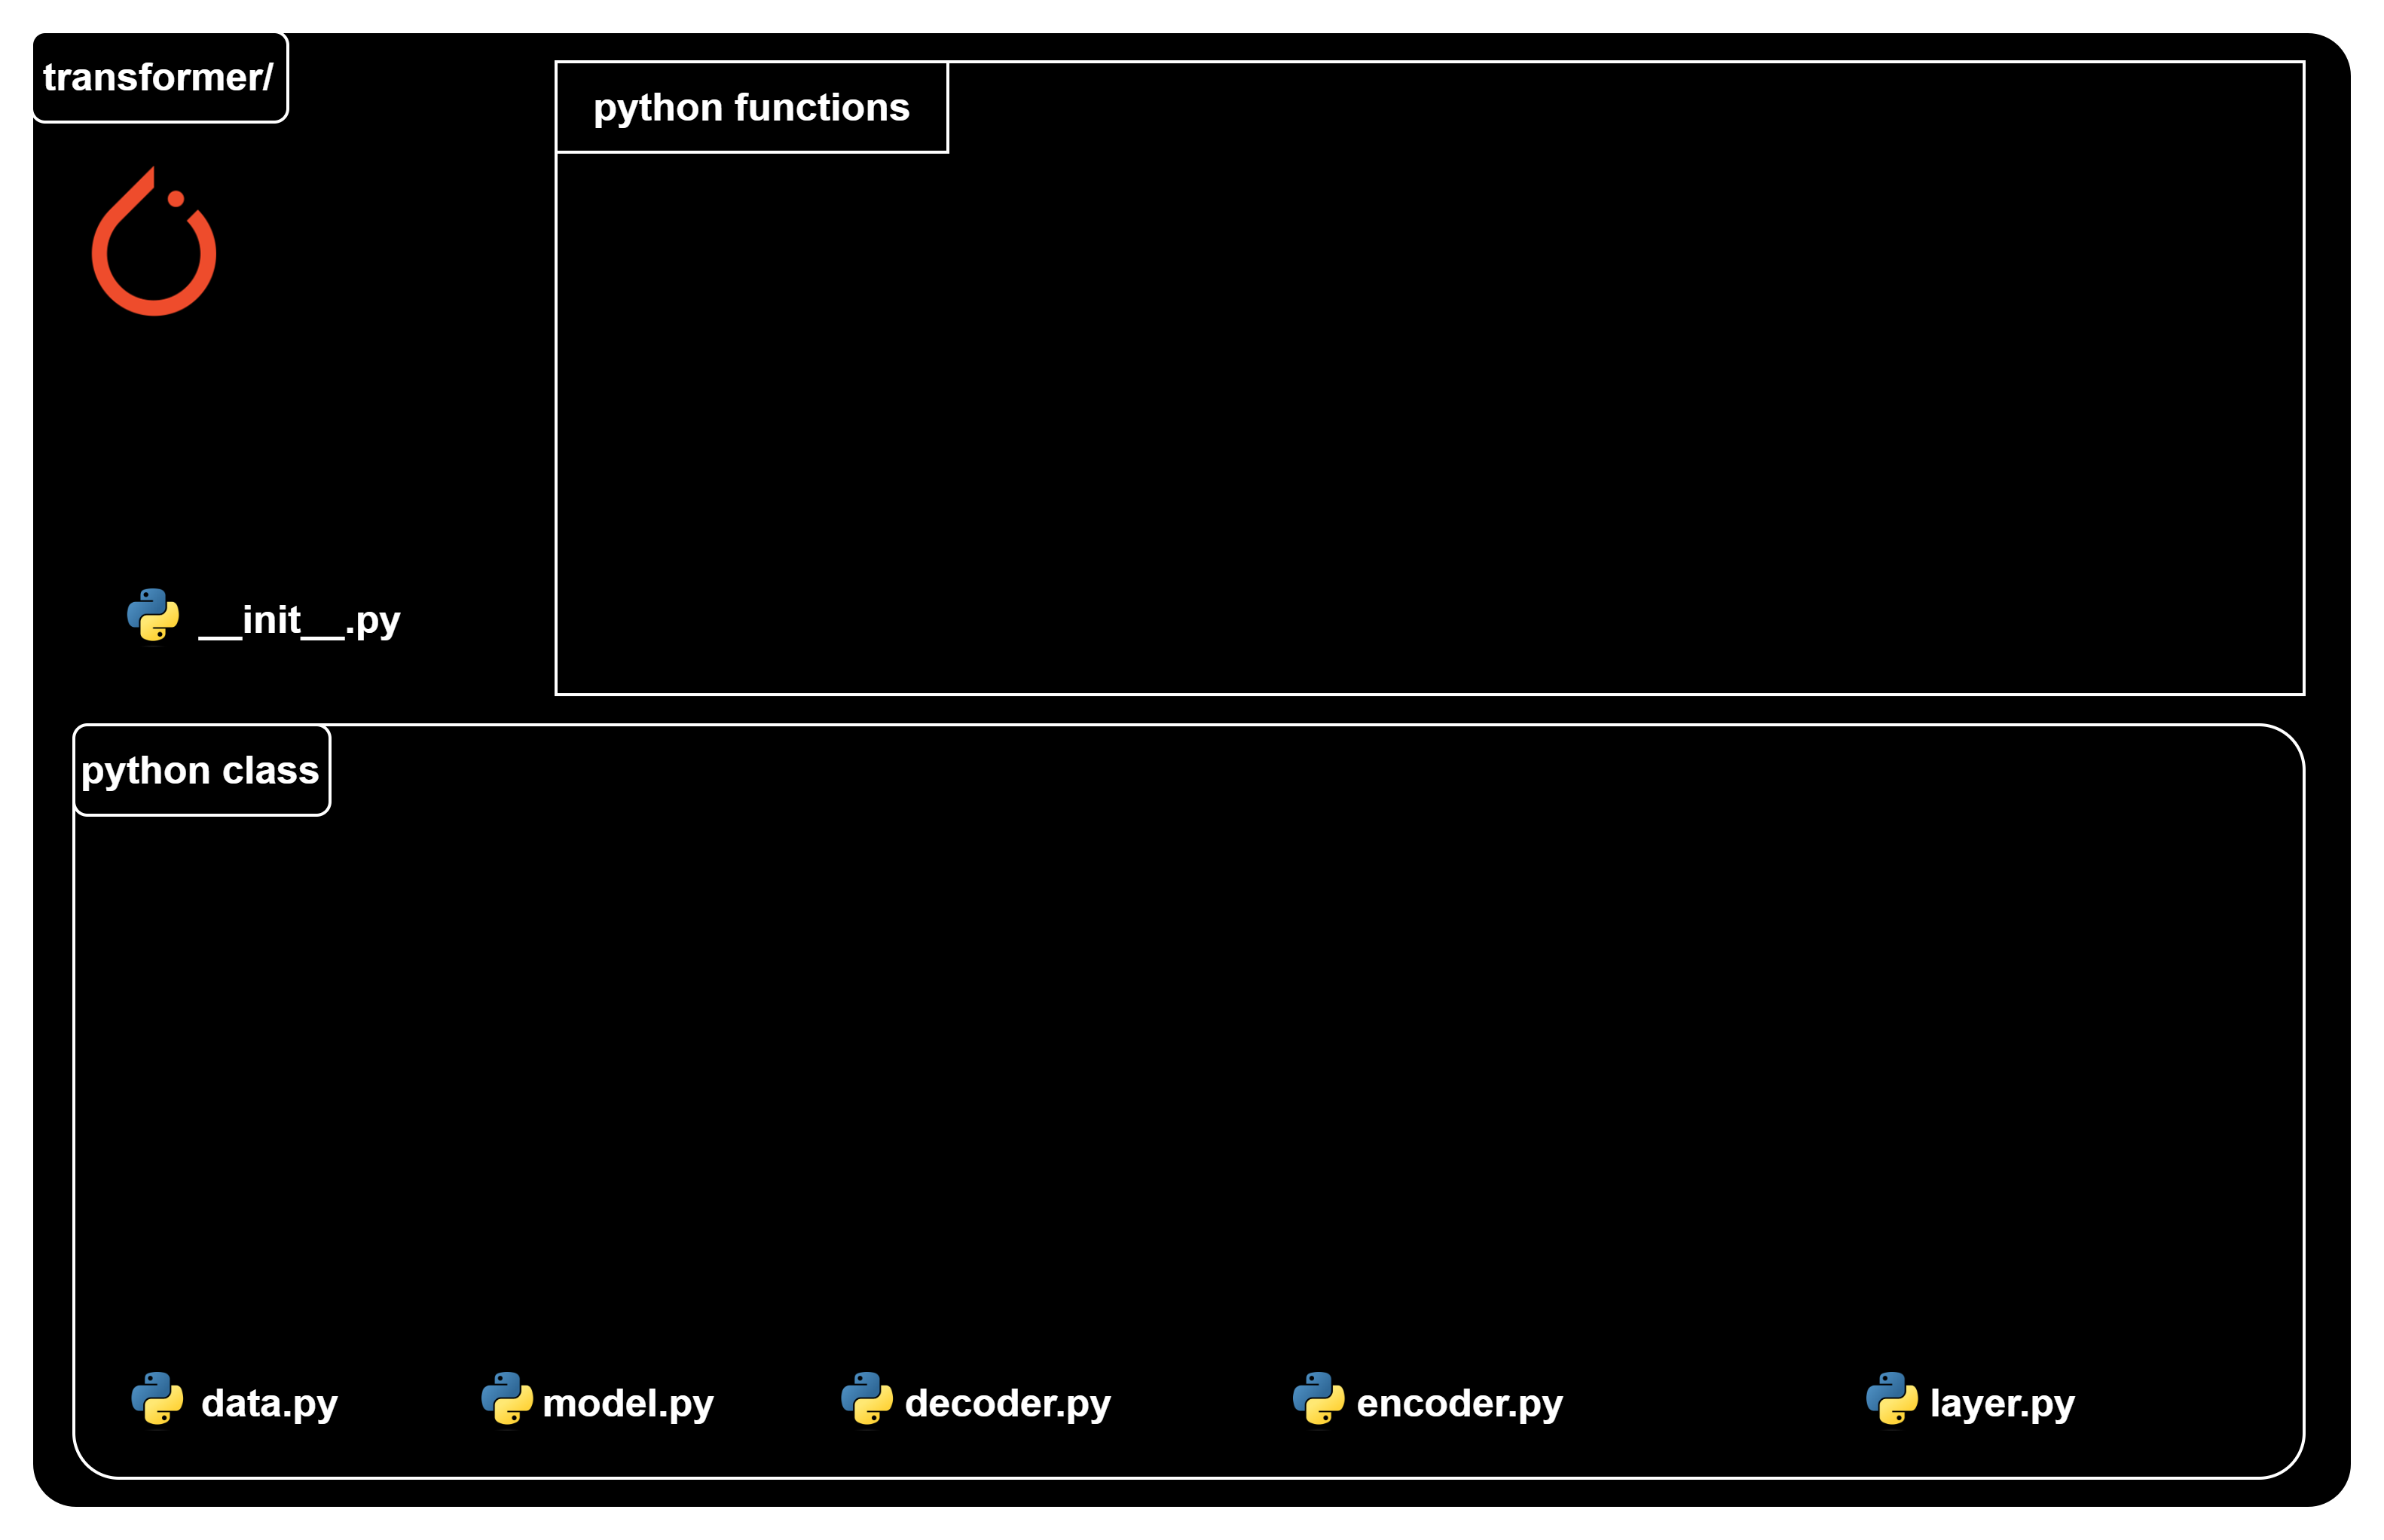 transformer/
python functions
__init__.py
python class
data.py
model.py
decoder.py
encoder.py
layer.py